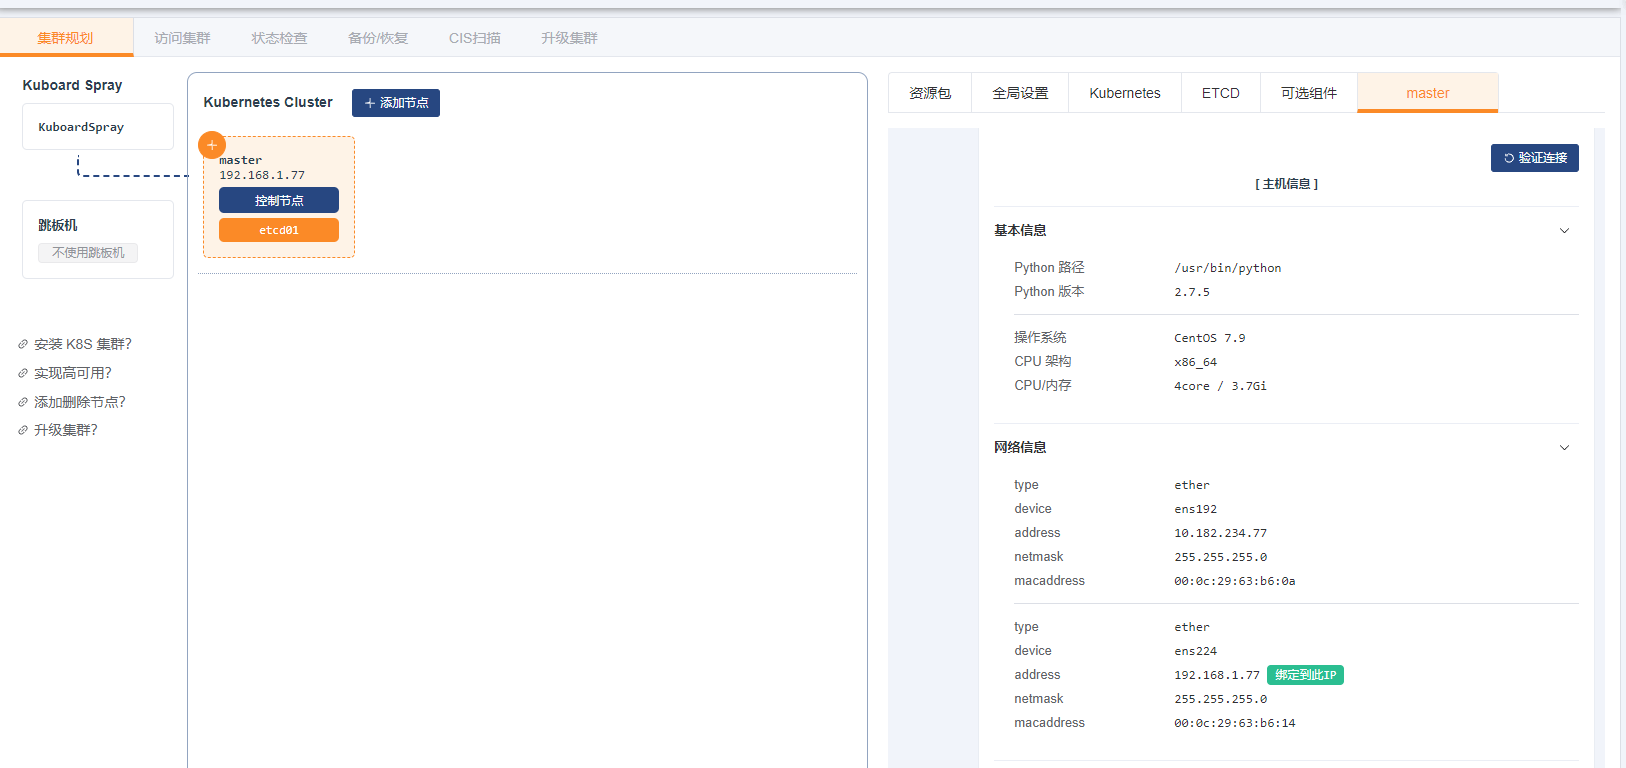 集群规划
访问集群
状态检查
备份/恢复
CIS扫描
升级集群
Kuboard Spray
KuboardSpray
跳板机
不使用跳板机
安装 K8S 集群?
实现高可用?
添加删除节点?
升级集群?
Kubernetes Cluster
+ 添加节点
+
master
192.168.1.77
控制节点
etcd01
资源包
全局设置
Kubernetes
ETCD
可选组件
master
验证连接
[ 主机信息 ]
基本信息
Python 路径 /usr/bin/python
Python 版本 2.7.5
操作系统 CentOS 7.9
CPU 架构 x86_64
CPU/内存 4core / 3.7Gi
网络信息
type ether
device ens192
address 10.182.234.77
netmask 255.255.255.0
macaddress 00:0c:29:63:b6:0a
type ether
device ens224
address 192.168.1.77 绑定到此IP
netmask 255.255.255.0
macaddress 00:0c:29:63:b6:14